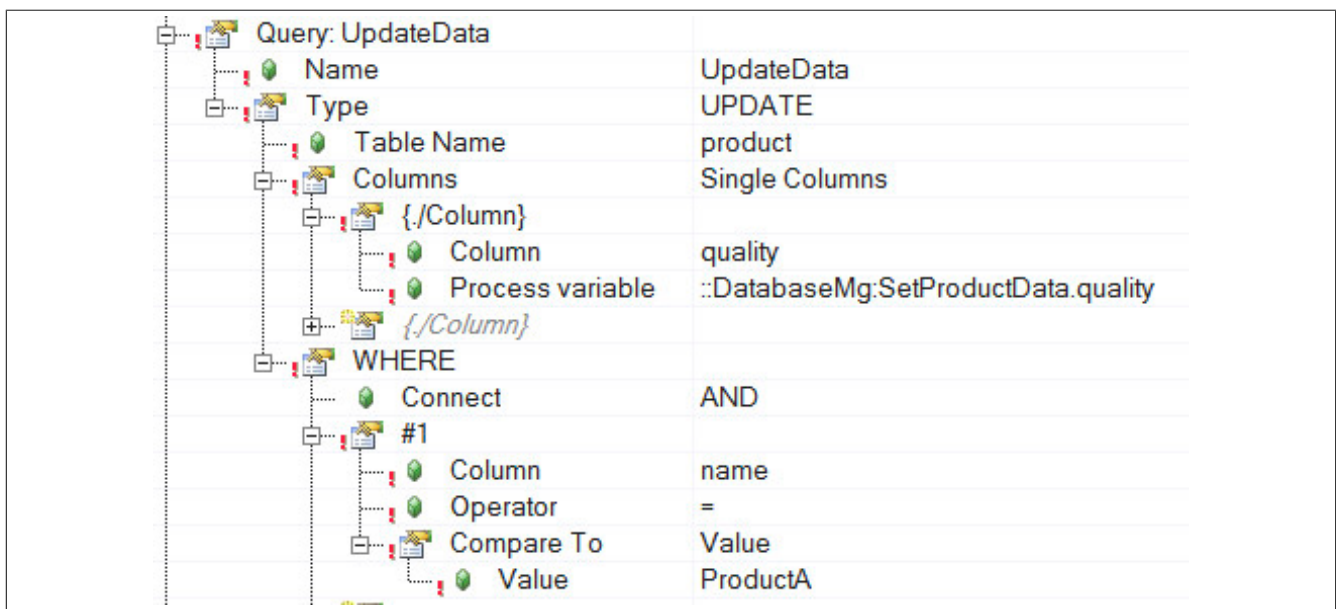 Query: UpdateData
Name UpdateData
Type UPDATE
Table Name product
Columns Single Columns
{./Column}
Column quality
Process variable ::DatabaseMg:SetProductData.quality
{./Column}
WHERE
Connect AND
#1
Column name
Operator =
Compare To Value
Value ProductA